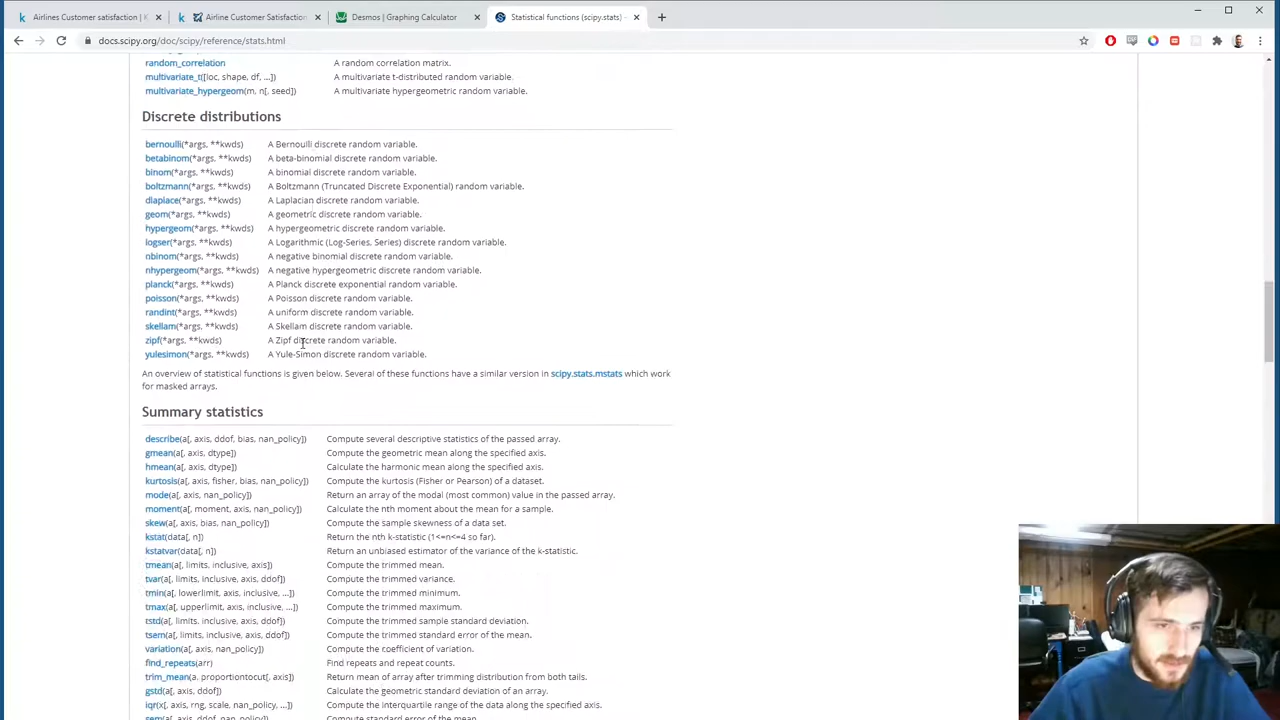 Airlines Customer satisfaction | K
Airline Customer Satisfaction
Desmos | Graphing Calculator
Statistical functions (scipy.stats) –
docs.scipy.org/doc/scipy/reference/stats.html
random_correlation A random correlation matrix.
multivariate_t([loc, shape, df, ...]) A multivariate t-distributed random variable.
multivariate_hypergeom(m, n[, seed]) A multivariate hypergeometric random variable.
Discrete distributions
bernoulli(*args, **kwds) A Bernoulli discrete random variable.
betabinom(*args, **kwds) A beta-binomial discrete random variable.
binom(*args, **kwds) A binomial discrete random variable.
boltzmann(*args, **kwds) A Boltzmann (Truncated Discrete Exponential) random variable.
dlaplace(*args, **kwds) A Laplacian discrete random variable.
geom(*args, **kwds) A geometric discrete random variable.
hypergeom(*args, **kwds) A hypergeometric discrete random variable.
logser(*args, **kwds) A Logarithmic (Log-Series, Series) discrete random variable.
nbinom(*args, **kwds) A negative binomial discrete random variable.
nhypergeom(*args, **kwds) A negative hypergeometric discrete random variable.
planck(*args, **kwds) A Planck discrete exponential random variable.
poisson(*args, **kwds) A Poisson discrete random variable.
randint(*args, **kwds) A uniform discrete random variable.
skellam(*args, **kwds) A Skellam discrete random variable.
zipf(*args, **kwds) A Zipf discrete random variable.
yulesimon(*args, **kwds) A Yule-Simon discrete random variable.
An overview of statistical functions is given below. Several of these functions have a similar version in scipy.stats.mstats which work
for masked arrays.
Summary statistics
describe(a[, axis, ddof, bias, nan_policy]) Compute several descriptive statistics of the passed array.
gmean(a[, axis, dtype]) Compute the geometric mean along the specified axis.
hmean(a[, axis, dtype]) Calculate the harmonic mean along the specified axis.
kurtosis(a[, axis, fisher, bias, nan_policy]) Compute the kurtosis (Fisher or Pearson) of a dataset.
mode(a[, axis, nan_policy]) Return an array of the modal (most common) value in the passed array.
moment(a[, moment, axis, nan_policy]) Calculate the nth moment about the mean for a sample.
skew(a[, axis, bias, nan_policy]) Compute the sample skewness of a data set.
kstat(data[, n]) Return the nth k-statistic (1<=n<=4 so far).
kstatvar(data[, n]) Return an unbiased estimator of the variance of the k-statistic.
tmean(a[, limits, inclusive, axis]) Compute the trimmed mean.
tvar(a[, limits, inclusive, axis, ddof]) Compute the trimmed variance.
tmin(a[, lowerlimit, axis, inclusive, ...]) Compute the trimmed minimum.
tmax(a[, upperlimit, axis, inclusive, ...]) Compute the trimmed maximum.
tstd(a[, limits, inclusive, axis, ddof]) Compute the trimmed sample standard deviation.
tsem(a[, limits, inclusive, axis, ddof]) Compute the trimmed standard error of the mean.
variation(a[, axis, nan_policy]) Compute the coefficient of variation.
find_repeats(arr) Find repeats and repeat counts.
trim_mean(a, proportiontocut[, axis]) Return mean of array after trimming distribution from both tails.
gstd(a[, axis, ddof]) Calculate the geometric standard deviation of an array.
iqr(x[, axis, rng, scale, nan_policy, ...]) Compute the interquartile range of the data along the specified axis.
sem(a[, axis, ddof, nan_policy]) Compute standard error of the mean.